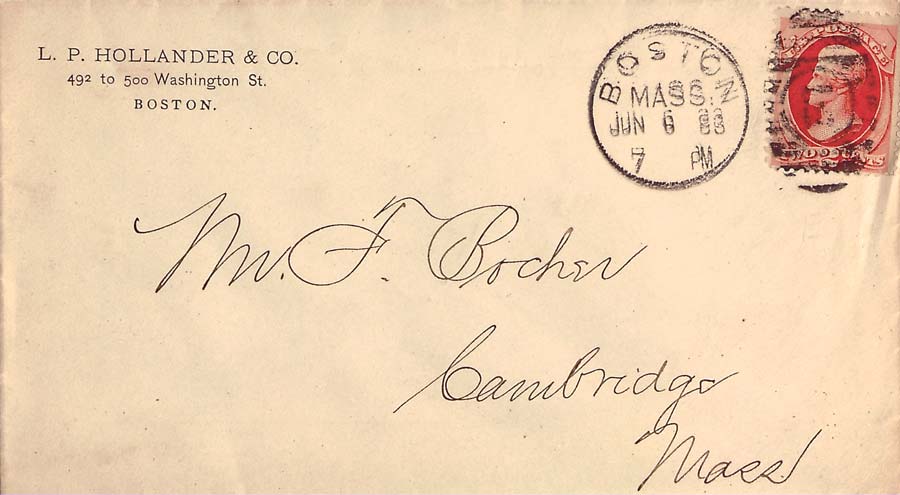 L. P. HOLLANDER & CO.
492 to 500 Washington St.
BOSTON.
BOSTON
MASS.
JUN 6 83
7 PM
Mr. F. Bocher
Cambridge
Mass